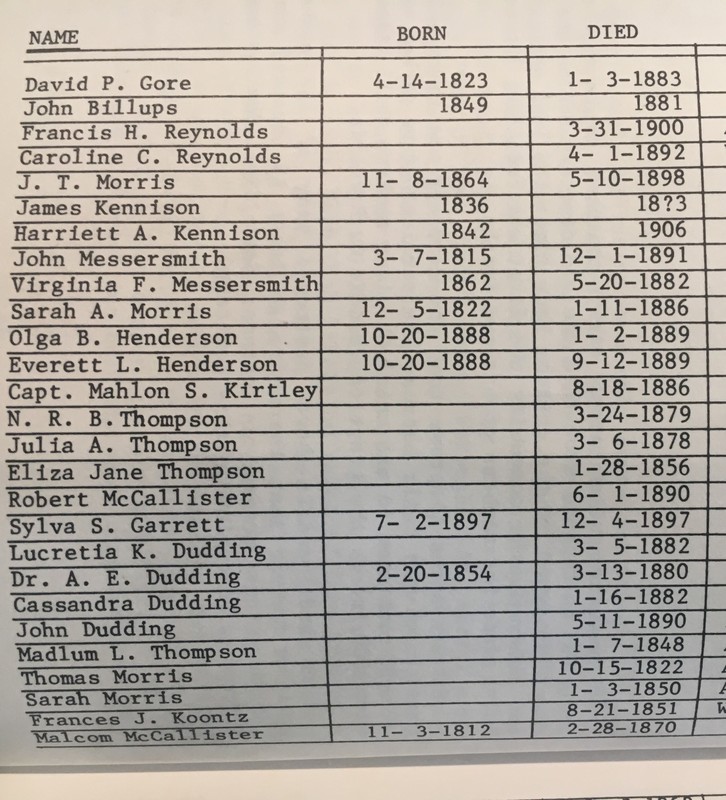 NAME BORN DIED
David P. Gore 4-14-1823 1- 3-1883
John Billups 1849 1881
Francis H. Reynolds 3-31-1900
Caroline C. Reynolds 4- 1-1892
J. T. Morris 11- 8-1864 5-10-1898
James Kennison 1836 18?3
Harriett A. Kennison 1842 1906
John Messersmith 3- 7-1815 12- 1-1891
Virginia F. Messersmith 1862 5-20-1882
Sarah A. Morris 12- 5-1822 1-11-1886
Olga B. Henderson 10-20-1888 1- 2-1889
Everett L. Henderson 10-20-1888 9-12-1889
Capt. Mahlon S. Kirtley 8-18-1886
N. R. B. Thompson 3-24-1879
Julia A. Thompson 3- 6-1878
Eliza Jane Thompson 1-28-1856
Robert McCallister 6- 1-1890
Sylva S. Garrett 7- 2-1897 12- 4-1897
Lucretia K. Dudding 3- 5-1882
Dr. A. E. Dudding 2-20-1854 3-13-1880
Cassandra Dudding 1-16-1882
John Dudding 5-11-1890
Madlum L. Thompson 1- 7-1848
Thomas Morris 10-15-1822
Sarah Morris 1- 3-1850
Frances J. Koontz 8-21-1851 W
Malcom McCallister 11- 3-1812 2-28-1870